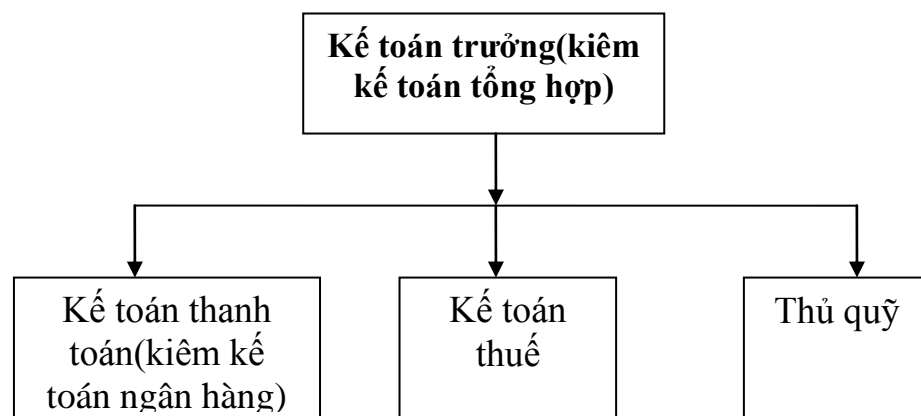 Kế toán trưởng(kiêm
kế toán tổng hợp)
Kế toán thanh
toán(kiêm kế
toán ngân hàng)
Kế toán
thuế
Thủ quỹ